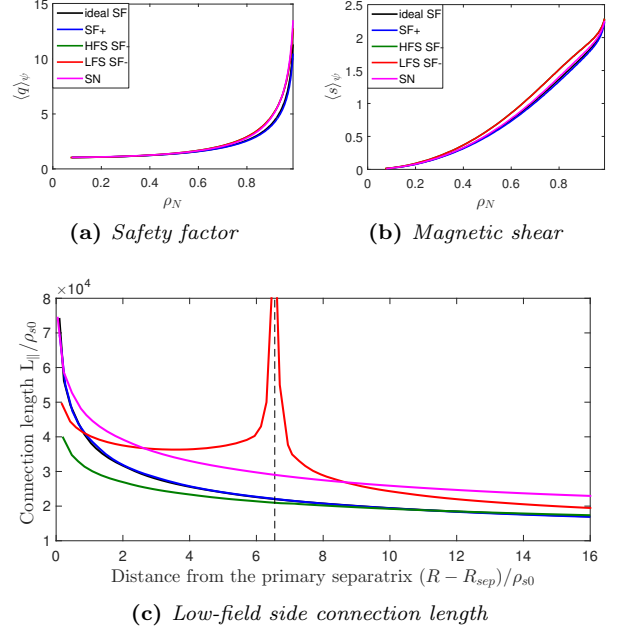 15
10
5
0
⟨q⟩ψ
ideal SF
SF+
HFS SF-
LFS SF-
SN
0 0.2 0.4 0.6 0.8
ρN
(a) Safety factor
2.5
2
1.5
1
0.5
0
⟨s⟩ψ
ideal SF
SF+
HFS SF-
LFS SF-
SN
0 0.2 0.4 0.6 0.8
ρN
(b) Magnetic shear
×10⁴
8
7
6
5
4
3
2
1
Connection length L||/ρs0
0 2 4 6 8 10 12 14 16
Distance from the primary separatrix (R − Rsep)/ρs0
(c) Low-field side connection length